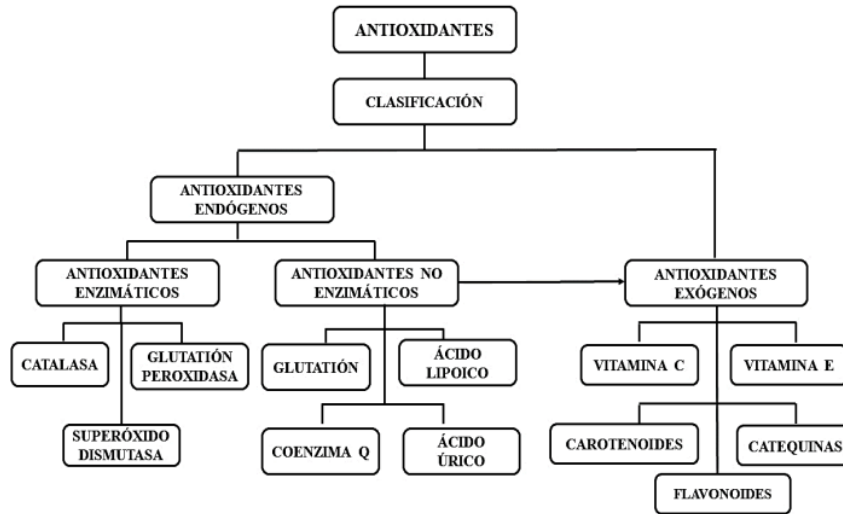 ANTIOXIDANTES
CLASIFICACIÓN
ANTIOXIDANTES
ENDÓGENOS
ANTIOXIDANTES
ENZIMÁTICOS
ANTIOXIDANTES NO
ENZIMÁTICOS
ANTIOXIDANTES
EXÓGENOS
CATALASA
GLUTATIÓN
PEROXIDASA
GLUTATIÓN
ÁCIDO
LIPOICO
VITAMINA C
VITAMINA E
SUPERÓXIDO
DISMUTASA
COENZIMA Q
ÁCIDO
ÚRICO
CAROTENOIDES
CATEQUINAS
FLAVONOIDES